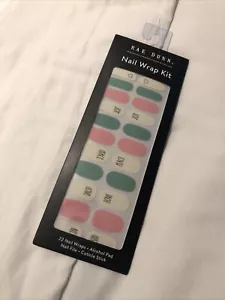 RAE DUNN
Nail Wrap Kit
22 Nail Wraps • Alcohol Pad
Nail File • Cuticle Stick